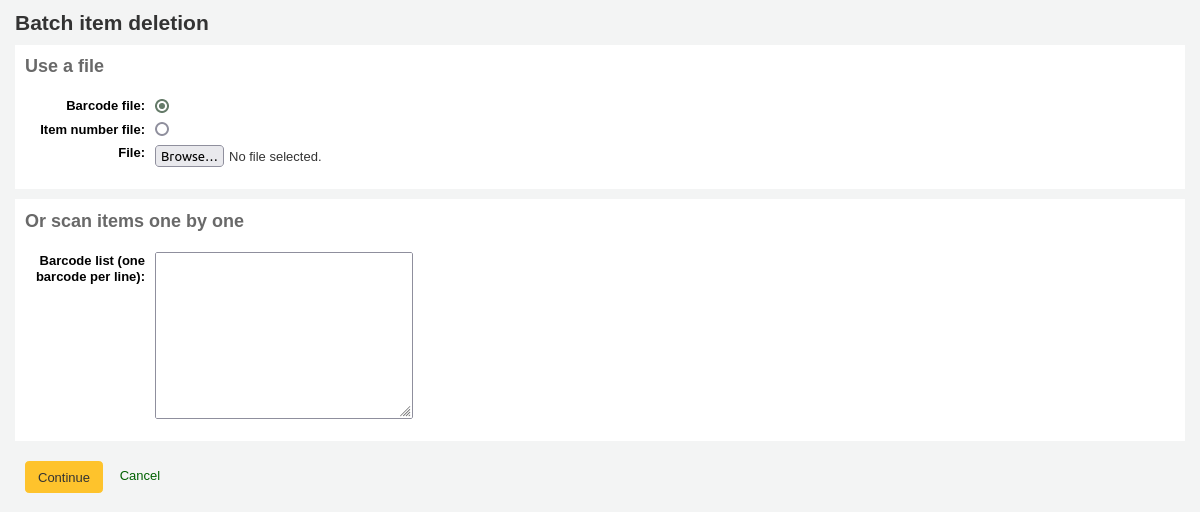 Batch item deletion
Use a file
Barcode file:
Item number file:
File: Browse... No file selected.
Or scan items one by one
Barcode list (one
barcode per line):
Continue Cancel